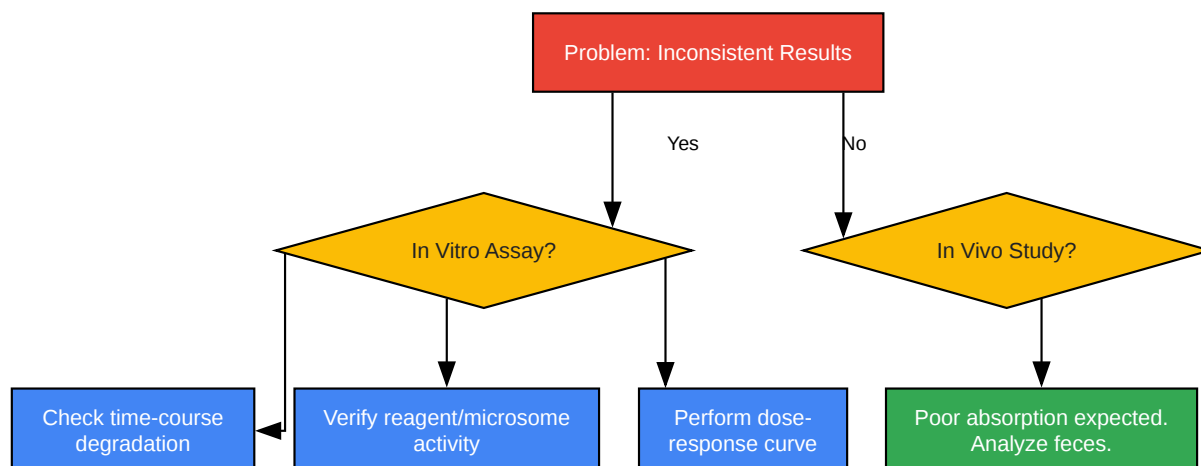 Problem: Inconsistent Results
Yes
No
In Vitro Assay?
In Vivo Study?
Check time-course
degradation
Verify reagent/microsome
activity
Perform dose-
response curve
Poor absorption expected.
Analyze feces.